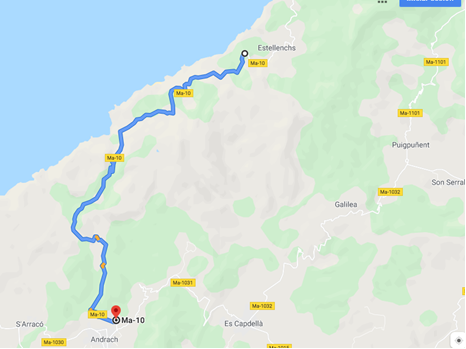 Estellenchs
Ma-10
Ma-1101
Ma-10
Ma-1101
Puigpuñent
Ma-10
Son Serral
Ma-1032
Galilea
Ma-1031
Ma-1032
Ma-10
Ma-10
S'Arracó
Es Capdellà
Ma-1030
Andrach